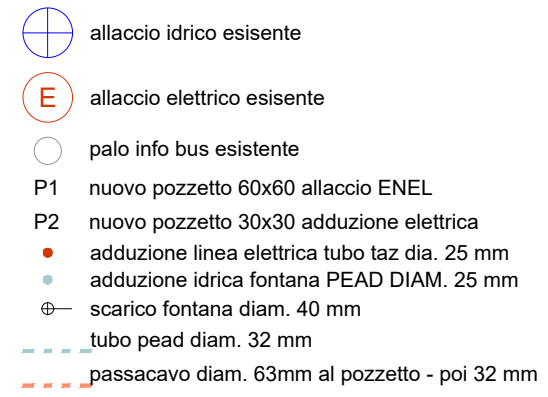 allaccio idrico esisente
E allaccio elettrico esisente
palo info bus esistente
P1 nuovo pozzetto 60x60 allaccio ENEL
P2 nuovo pozzetto 30x30 adduzione elettrica
adduzione linea elettrica tubo taz dia. 25 mm
adduzione idrica fontana PEAD DIAM. 25 mm
scarico fontana diam. 40 mm
tubo pead diam. 32 mm
passacavo diam. 63mm al pozzetto - poi 32 mm